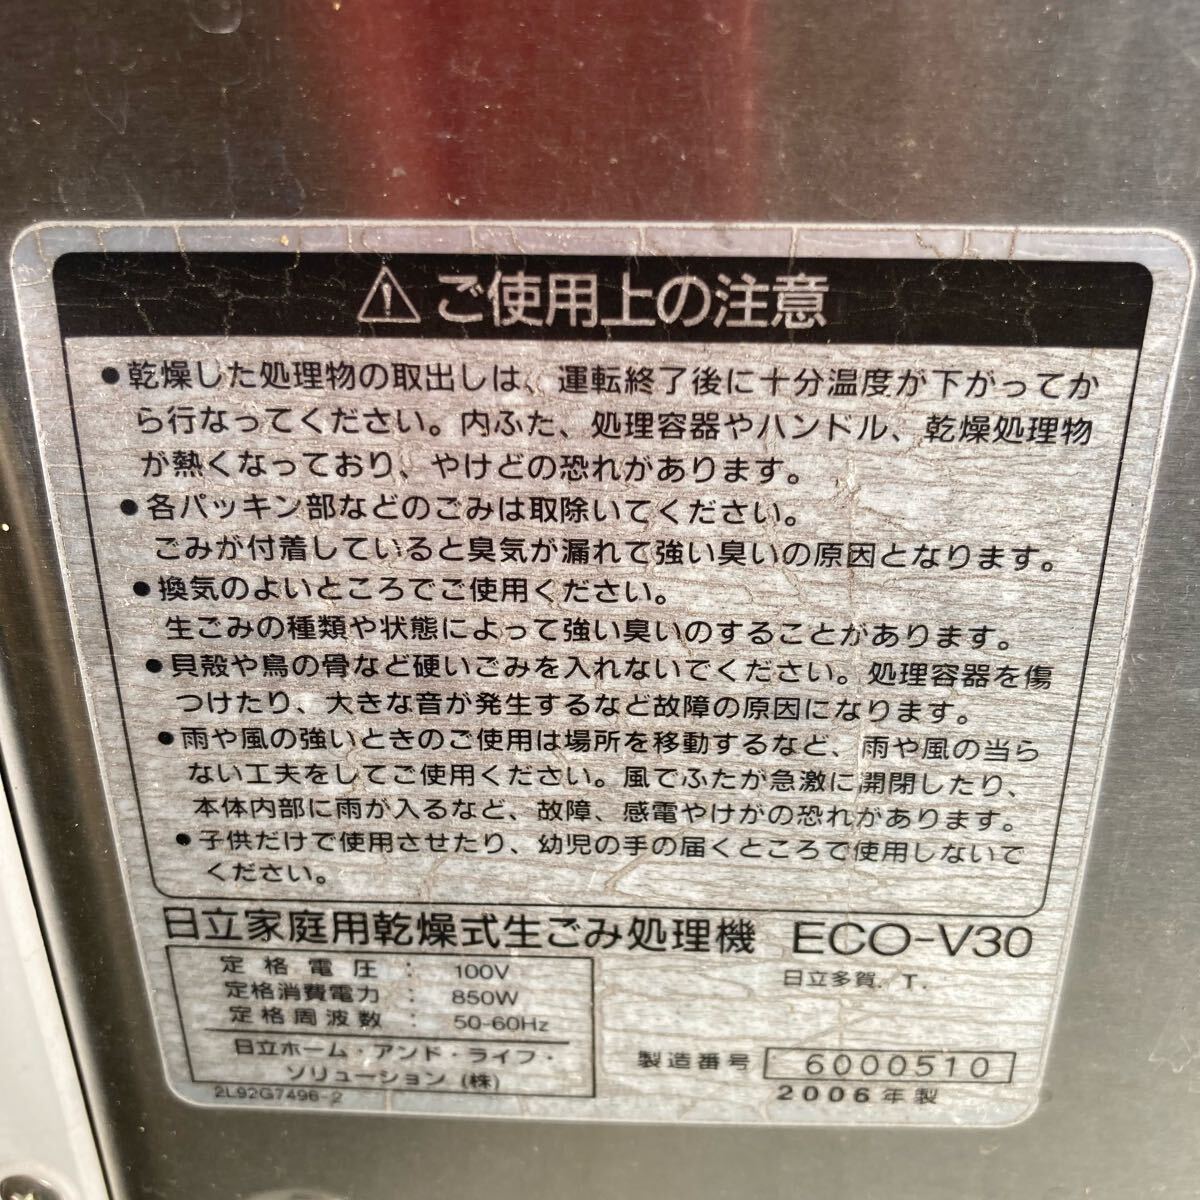 ⚠ご使用上の注意
●乾燥した処理物の取出しは、運転終了後に十分温度が下がってか
ら行なってください。内ふた、処理容器やハンドル、乾燥処理物
が熱くなっており、やけどの恐れがあります。
●各パッキン部などのごみは取除いてください。
ごみが付着していると臭気が漏れて強い臭いの原因となります。
●換気のよいところでご使用ください。
生ごみの種類や状態によって強い臭いのすることがあります。
●貝殻や鳥の骨など硬いごみを入れないでください。処理容器を傷
つけたり、大きな音が発生するなど故障の原因になります。
●雨や風の強いときのご使用は場所を移動するなど、雨や風の当ら
ない工夫をしてご使用ください。風でふたが急激に開閉したり、
本体内部に雨が入るなど、故障、感電やけがの恐れがあります。
●子供だけで使用させたり、幼児の手の届くところで使用しないで
ください。
日立家庭用乾燥式生ごみ処理機 ECO-V30
定格電圧: 100V
定格消費電力: 850W
定格周波数: 50-60Hz
日立ホーム・アンド・ライフ・
ソリューション(株)
2L92G7496-2
日立多賀. T.
製造番号 6000510
2006年製